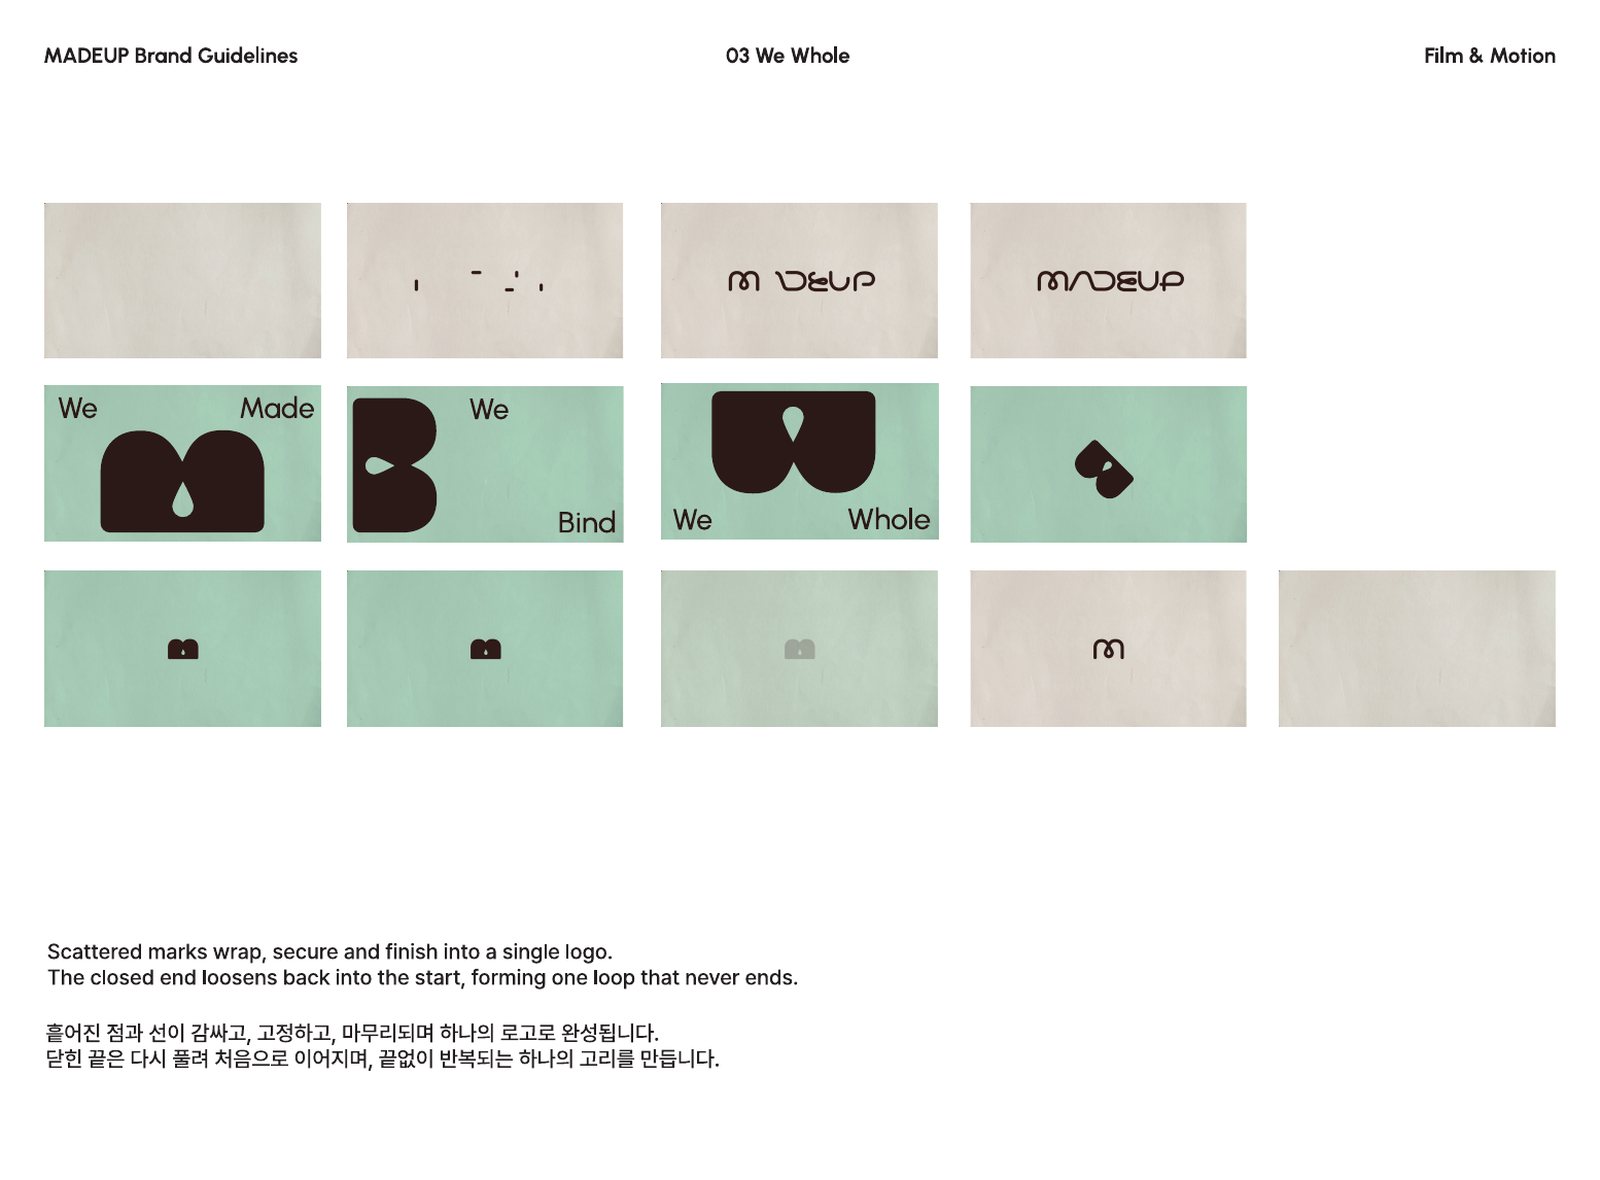 MADEUP Brand Guidelines
03 We Whole
Film & Motion
M DEUP
MADEUP
We Made
We
Bind
We Whole
M
Scattered marks wrap, secure and finish into a single logo.
The closed end loosens back into the start, forming one loop that never ends.
흩어진 점과 선이 감싸고, 고정하고, 마무리되며 하나의 로고로 완성됩니다.
닫힌 끝은 다시 풀려 처음으로 이어지며, 끝없이 반복되는 하나의 고리를 만듭니다.